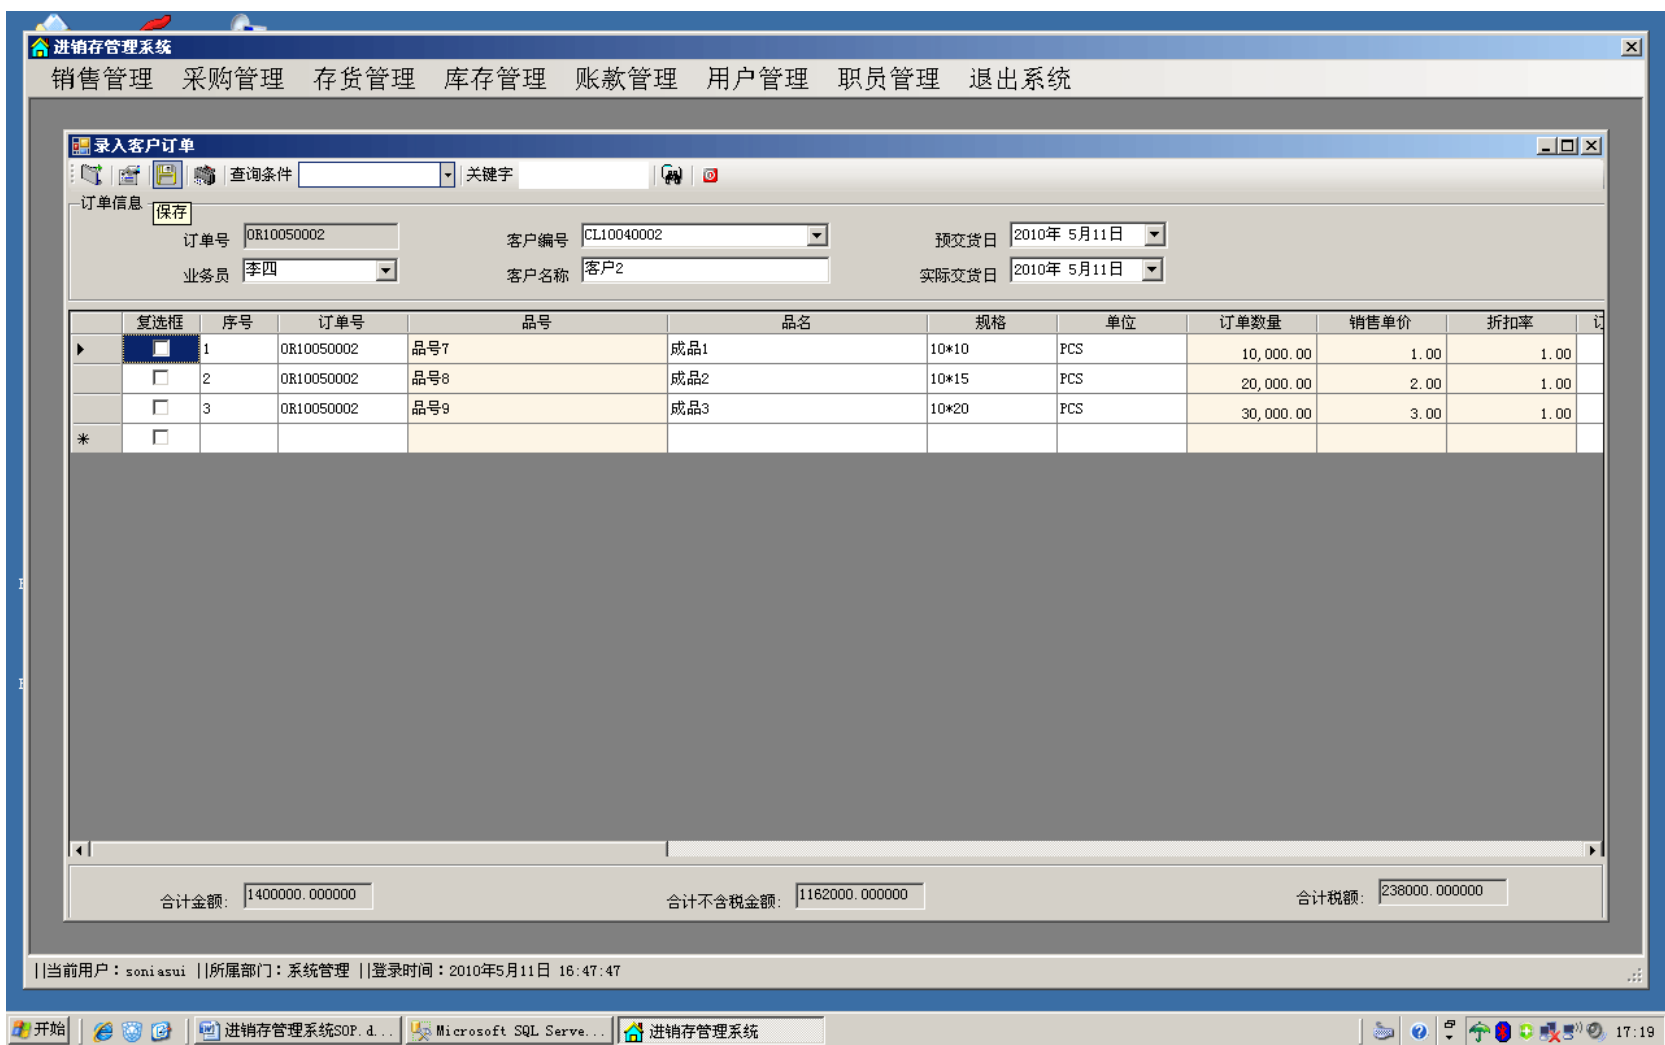 进销存管理系统
销售管理 采购管理 存货管理 库存管理 账款管理 用户管理 职员管理 退出系统
录入客户订单
查询条件 关键字
订单信息
保存
订单号 OR10050002 客户编号 CL10040002 预交货日 2010年 5月11日
业务员 李四 客户名称 客户2 实际交货日 2010年 5月11日
复选框 序号 订单号 品号 品名 规格 单位 订单数量 销售单价 折扣率
1 OR10050002 品号7 成品1 10*10 PCS 10,000.00 1.00 1.00
2 OR10050002 品号8 成品2 10*15 PCS 20,000.00 2.00 1.00
3 OR10050002 品号9 成品3 10*20 PCS 30,000.00 3.00 1.00
合计金额: 1400000.000000 合计不含税金额: 1162000.000000 合计税额: 238000.000000
||当前用户：soniasui ||所属部门：系统管理 ||登录时间：2010年5月11日 16:47:47
开始 进销存管理系统SOP.d... Microsoft SQL Serve... 进销存管理系统 17:19